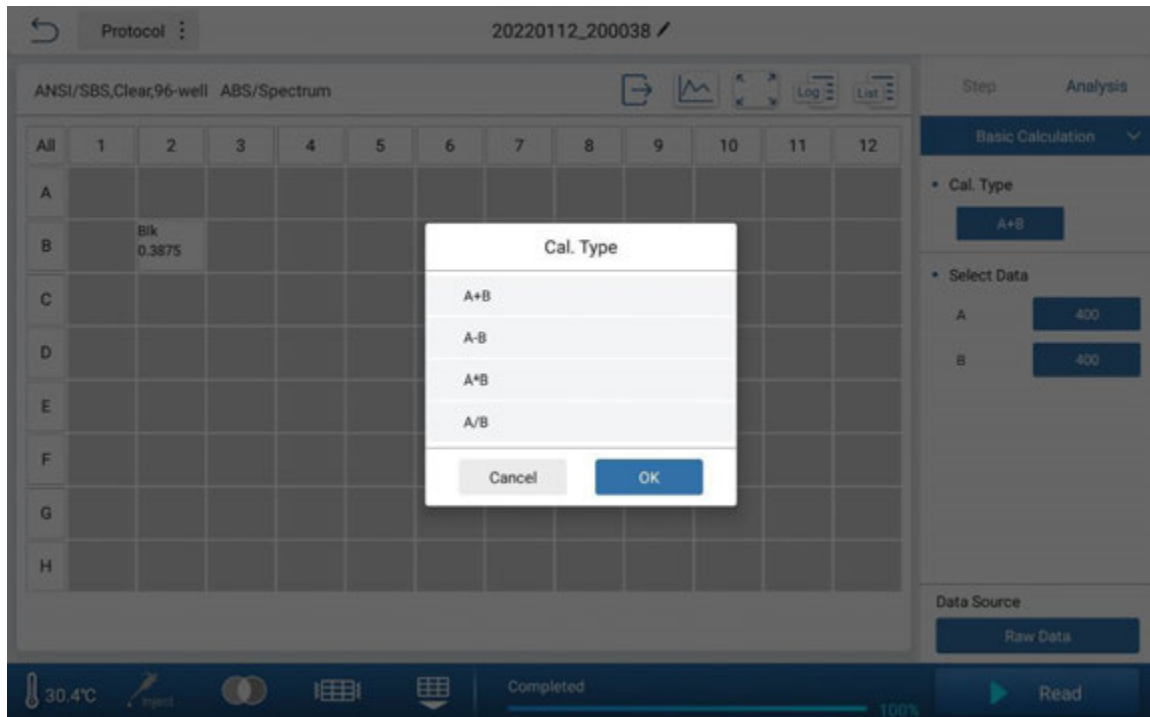 Protocol
20220112_200038
ANSI/SBS,Clear,96-well ABS/Spectrum
Log
List
Step Analysis
All 1 2 3 4 5 6 7 8 9 10 11 12
Basic Calculation
A
• Cal. Type
A+B
B
Blk
0.3875
Cal. Type
• Select Data
C
A+B
A 400
D
A-B
B 400
A*B
E
A/B
F
Cancel OK
G
H
Data Source
Raw Data
30.4℃
Inject
Completed
100%
Read